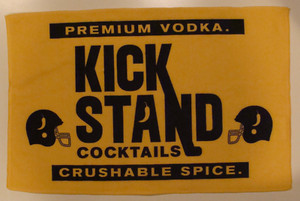 PREMIUM VODKA.
KICK
STAND
COCKTAILS
CRUSHABLE SPICE.